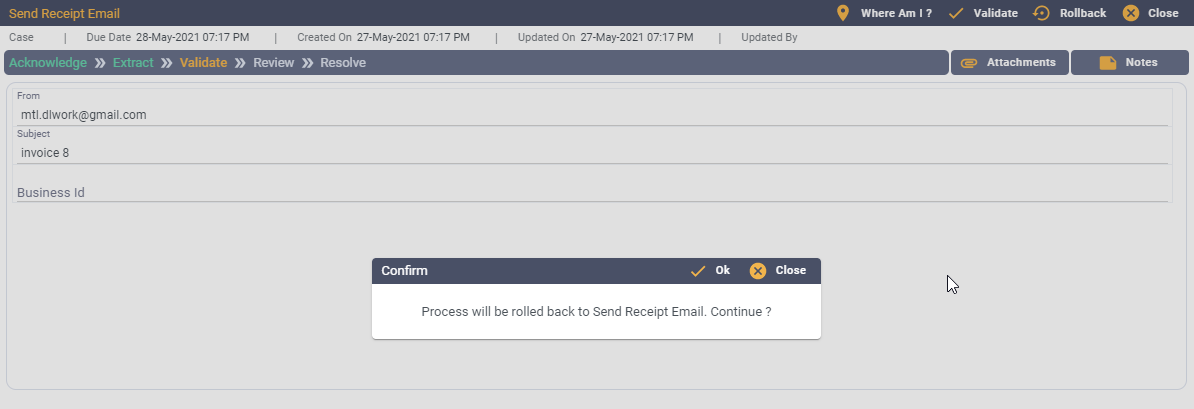 Send Receipt Email Where Am I ? Validate Rollback Close
Case | Due Date 28-May-2021 07:17 PM | Created On 27-May-2021 07:17 PM | Updated On 27-May-2021 07:17 PM | Updated By
Acknowledge » Extract » Validate » Review » Resolve Attachments Notes
From
mtl.dlwork@gmail.com
Subject
invoice 8
Business Id
Confirm Ok Close
Process will be rolled back to Send Receipt Email. Continue ?